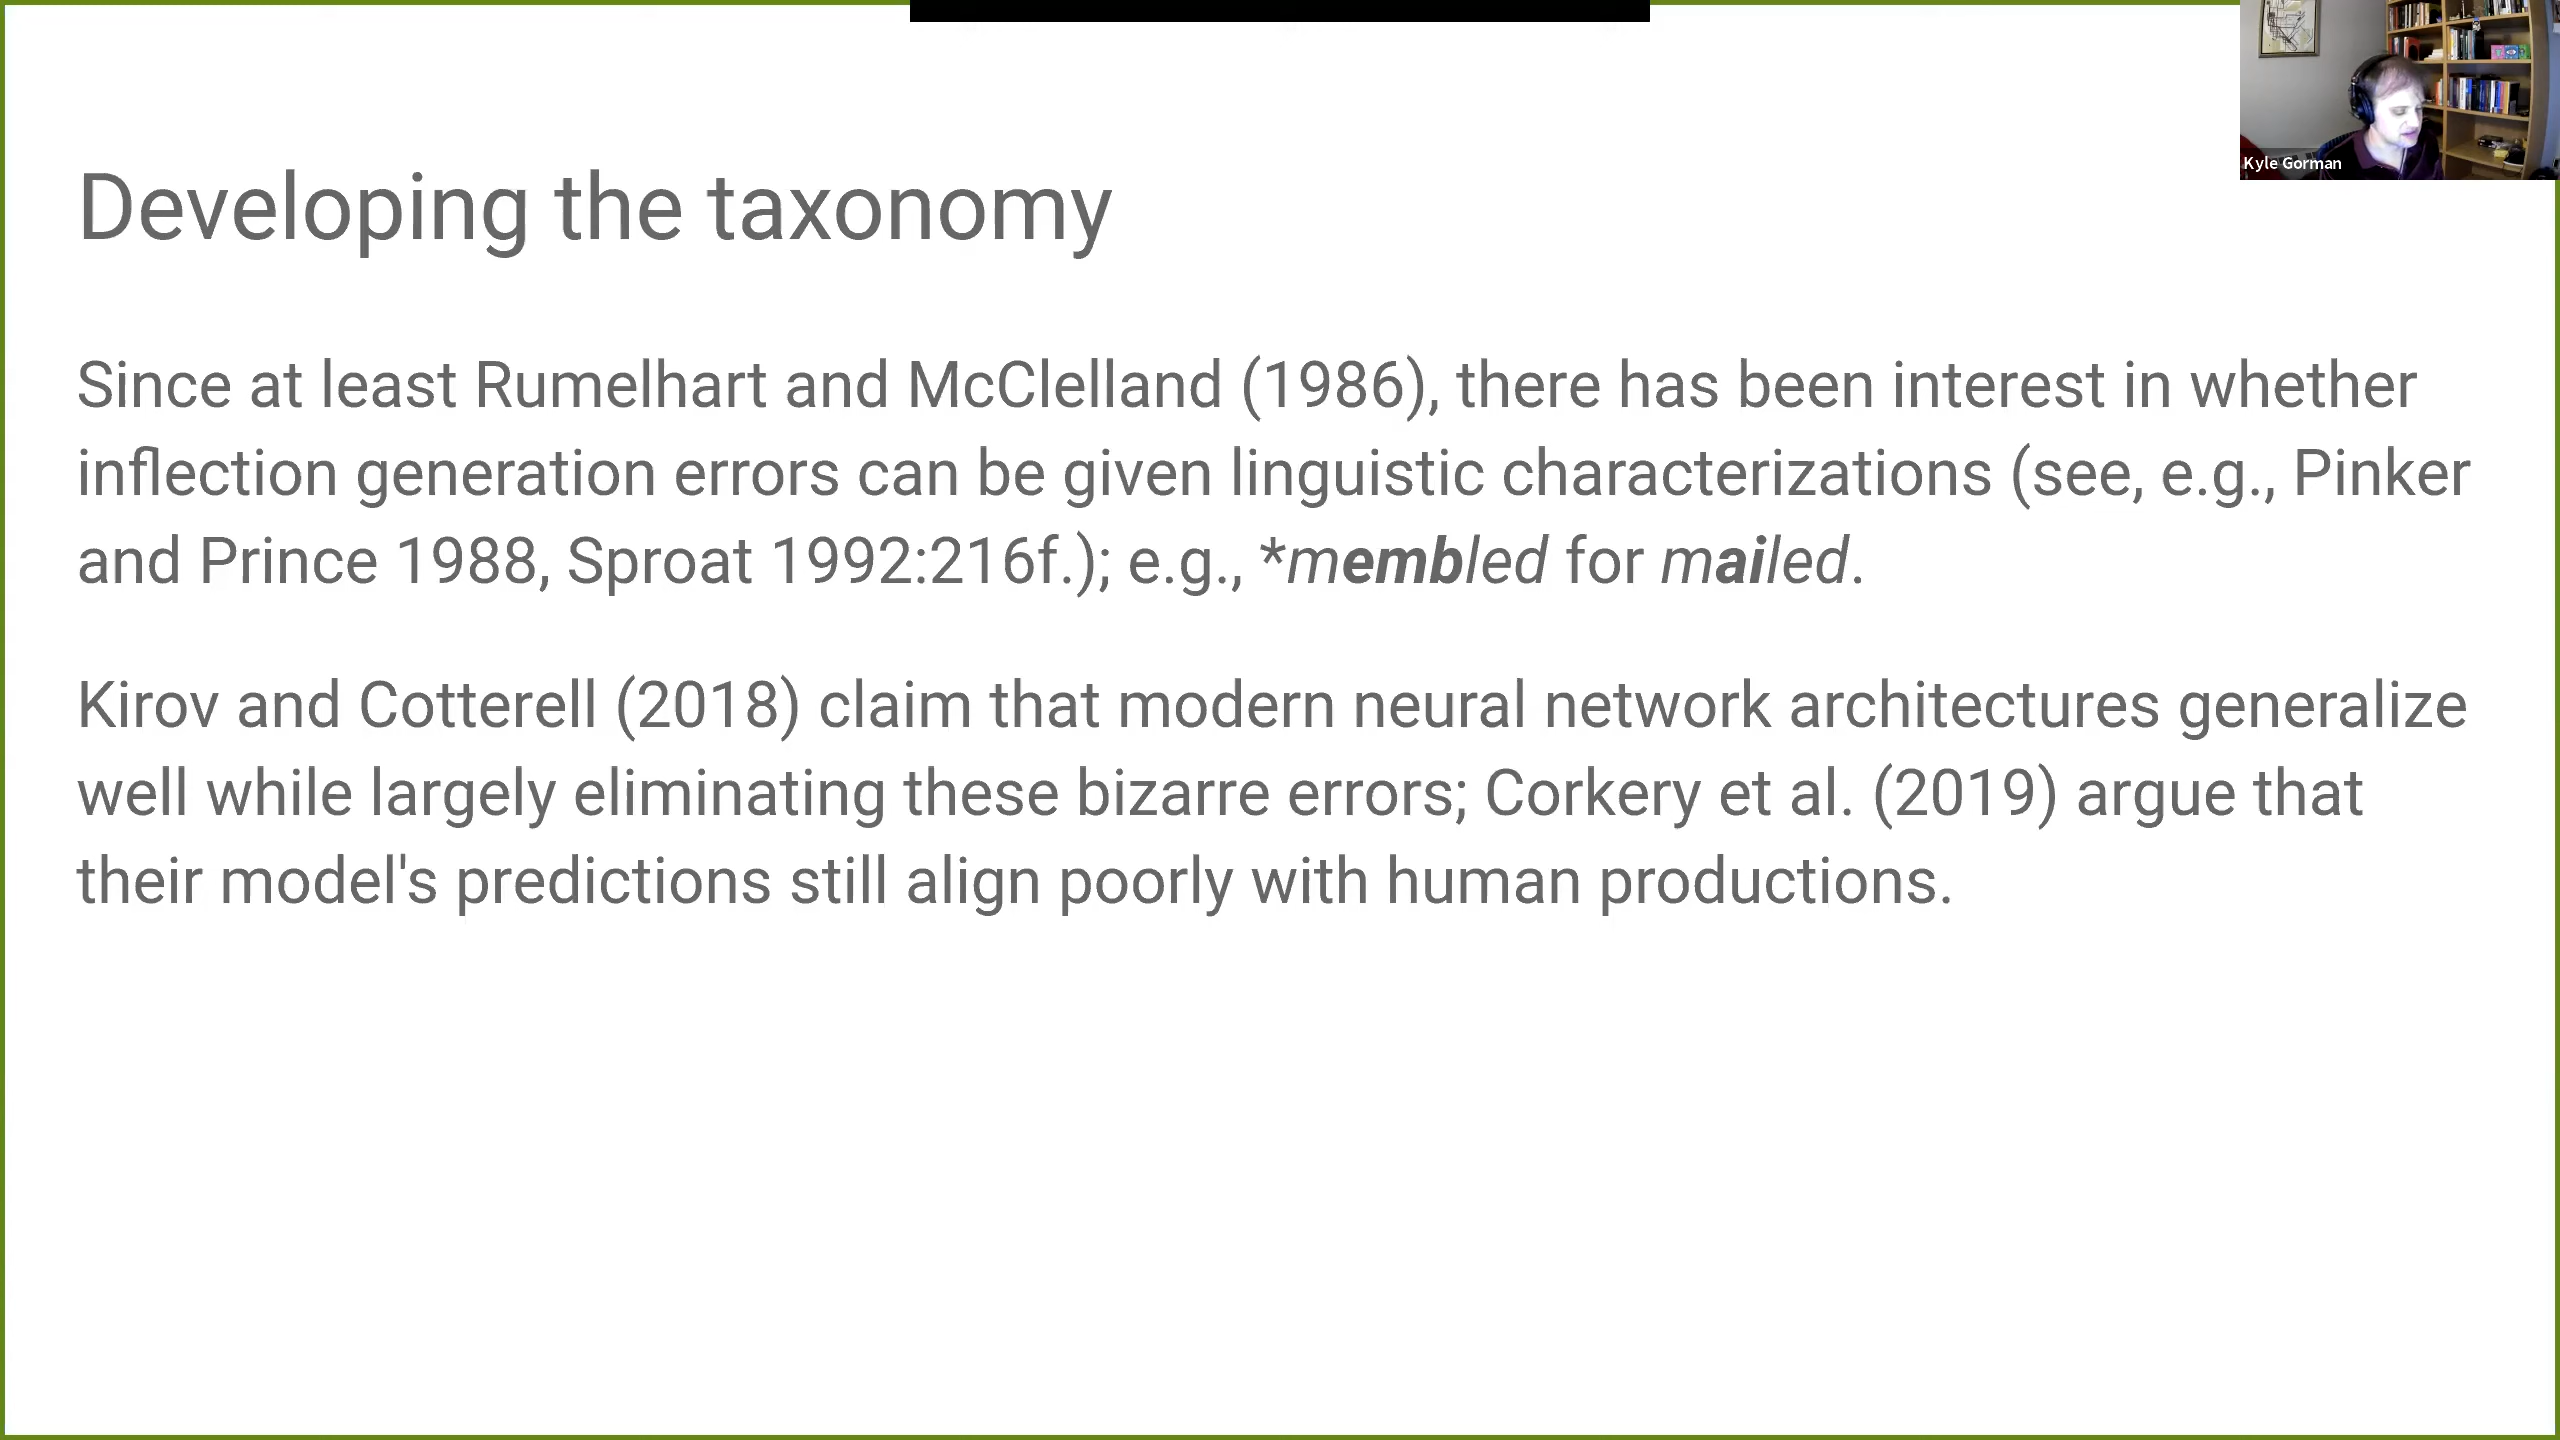 Kyle Gorman
Developing the taxonomy
Since at least Rumelhart and McClelland (1986), there has been interest in whether
inflection generation errors can be given linguistic characterizations (see, e.g., Pinker
and Prince 1988, Sproat 1992:216f.); e.g., *membled for mailed.
Kirov and Cotterell (2018) claim that modern neural network architectures generalize
well while largely eliminating these bizarre errors; Corkery et al. (2019) argue that
their model's predictions still align poorly with human productions.